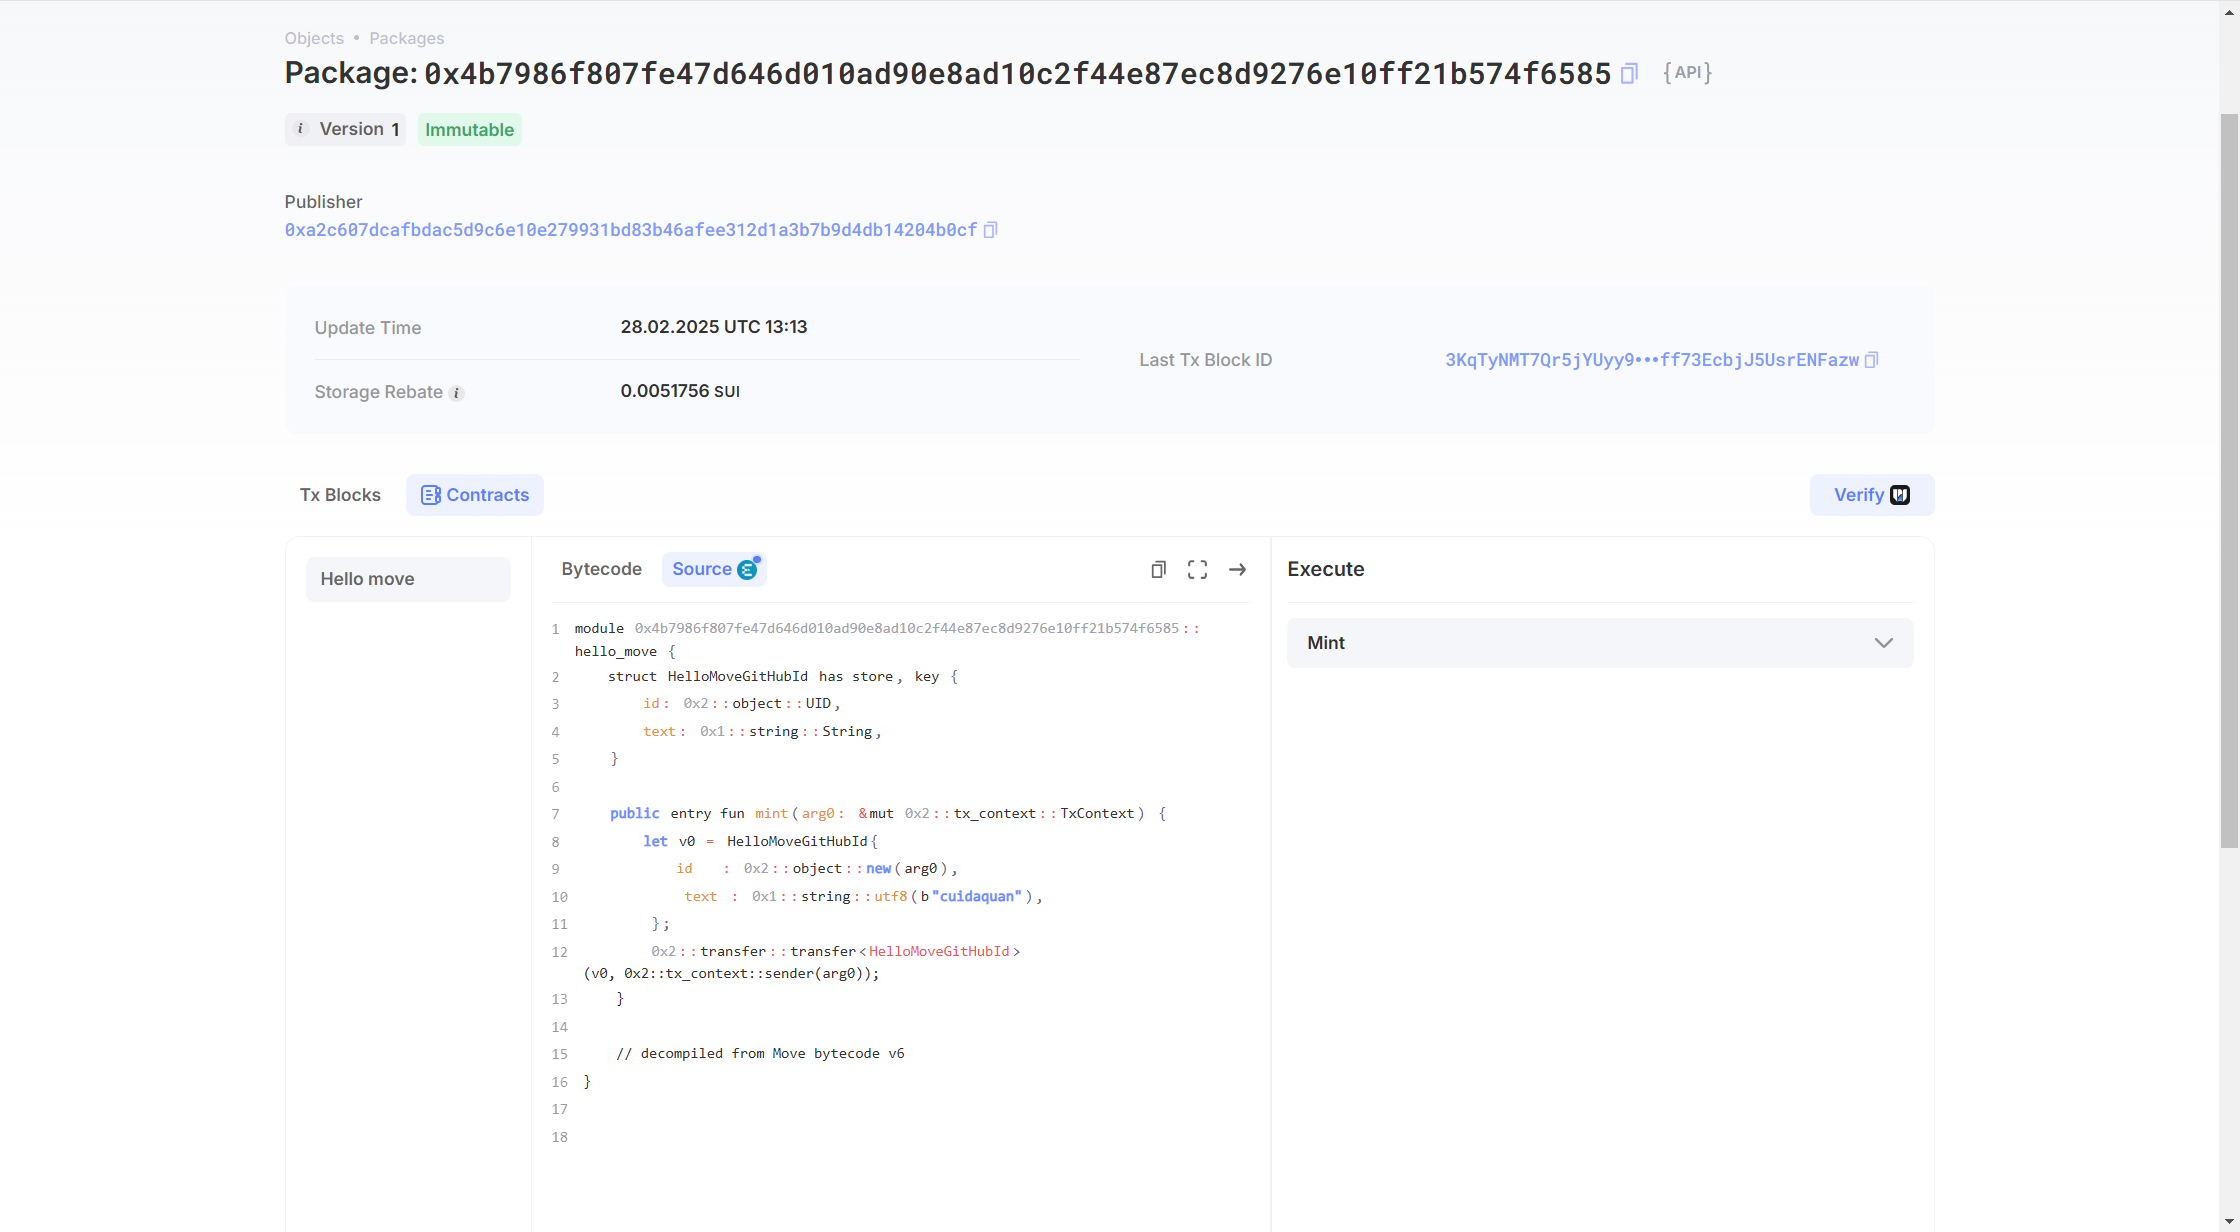 Objects • Packages
Package: 0x4b7986f807fe47d646d010ad90e8ad10c2f44e87ec8d9276e10ff21b574f6585 {API}
i Version 1 Immutable
Publisher
0xa2c607dcafbdac5d9c6e10e279931bd83b46afee312d1a3b7b9d4db14204b0cf
Update Time 28.02.2025 UTC 13:13
Last Tx Block ID 3KqTyNMT7Qr5jYUyy9•••ff73EcbjJ5UsrENFazw
Storage Rebate i 0.0051756 SUI
Tx Blocks Contracts Verify
Hello move
Bytecode Source
Execute
Mint
1 module 0x4b7986f807fe47d646d010ad90e8ad10c2f44e87ec8d9276e10ff21b574f6585::
hello_move {
2 struct HelloMoveGitHubId has store, key {
3 id: 0x2::object::UID,
4 text: 0x1::string::String,
5 }
6
7 public entry fun mint(arg0: &mut 0x2::tx_context::TxContext) {
8 let v0 = HelloMoveGitHubId{
9 id : 0x2::object::new(arg0),
10 text : 0x1::string::utf8(b"cuidaquan"),
11 };
12 0x2::transfer::transfer<HelloMoveGitHubId>
(v0, 0x2::tx_context::sender(arg0));
13 }
14
15 // decompiled from Move bytecode v6
16 }
17
18